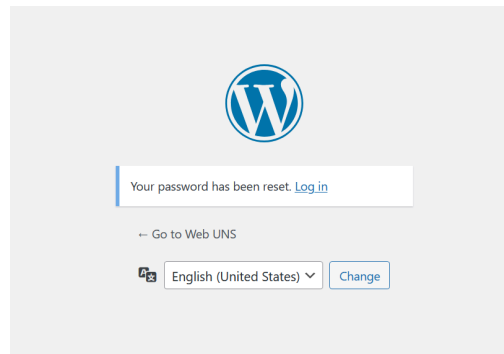 Your password has been reset. Log in
← Go to Web UNS
English (United States)
Change